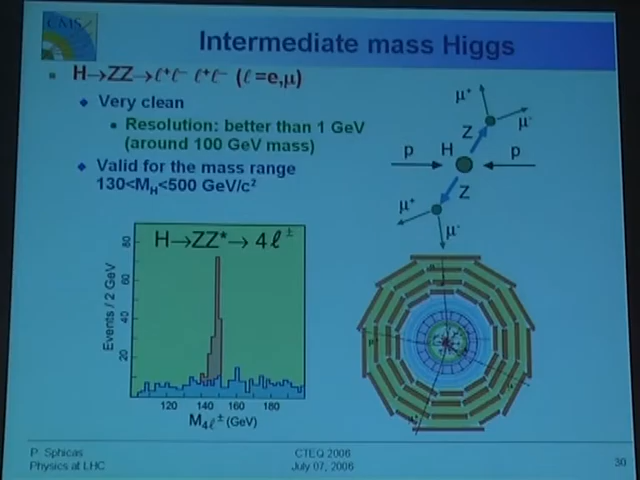 CMS
Intermediate mass Higgs
H→ZZ→ℓ⁺ℓ⁻ ℓ⁺ℓ⁻ (ℓ=e,μ)
Very clean
Resolution: better than 1 GeV
(around 100 GeV mass)
Valid for the mass range
130<M_H<500 GeV/c²
μ⁺
μ⁻
Z
p
H
p
Z
μ⁺
μ⁻
H→ZZ*→ 4ℓ±
Events / 2 GeV
80
60
40
20
120 140 160 180
M4ℓ± (GeV)
P. Sphicas
Physics at LHC
CTEQ 2006
July 07, 2006
30